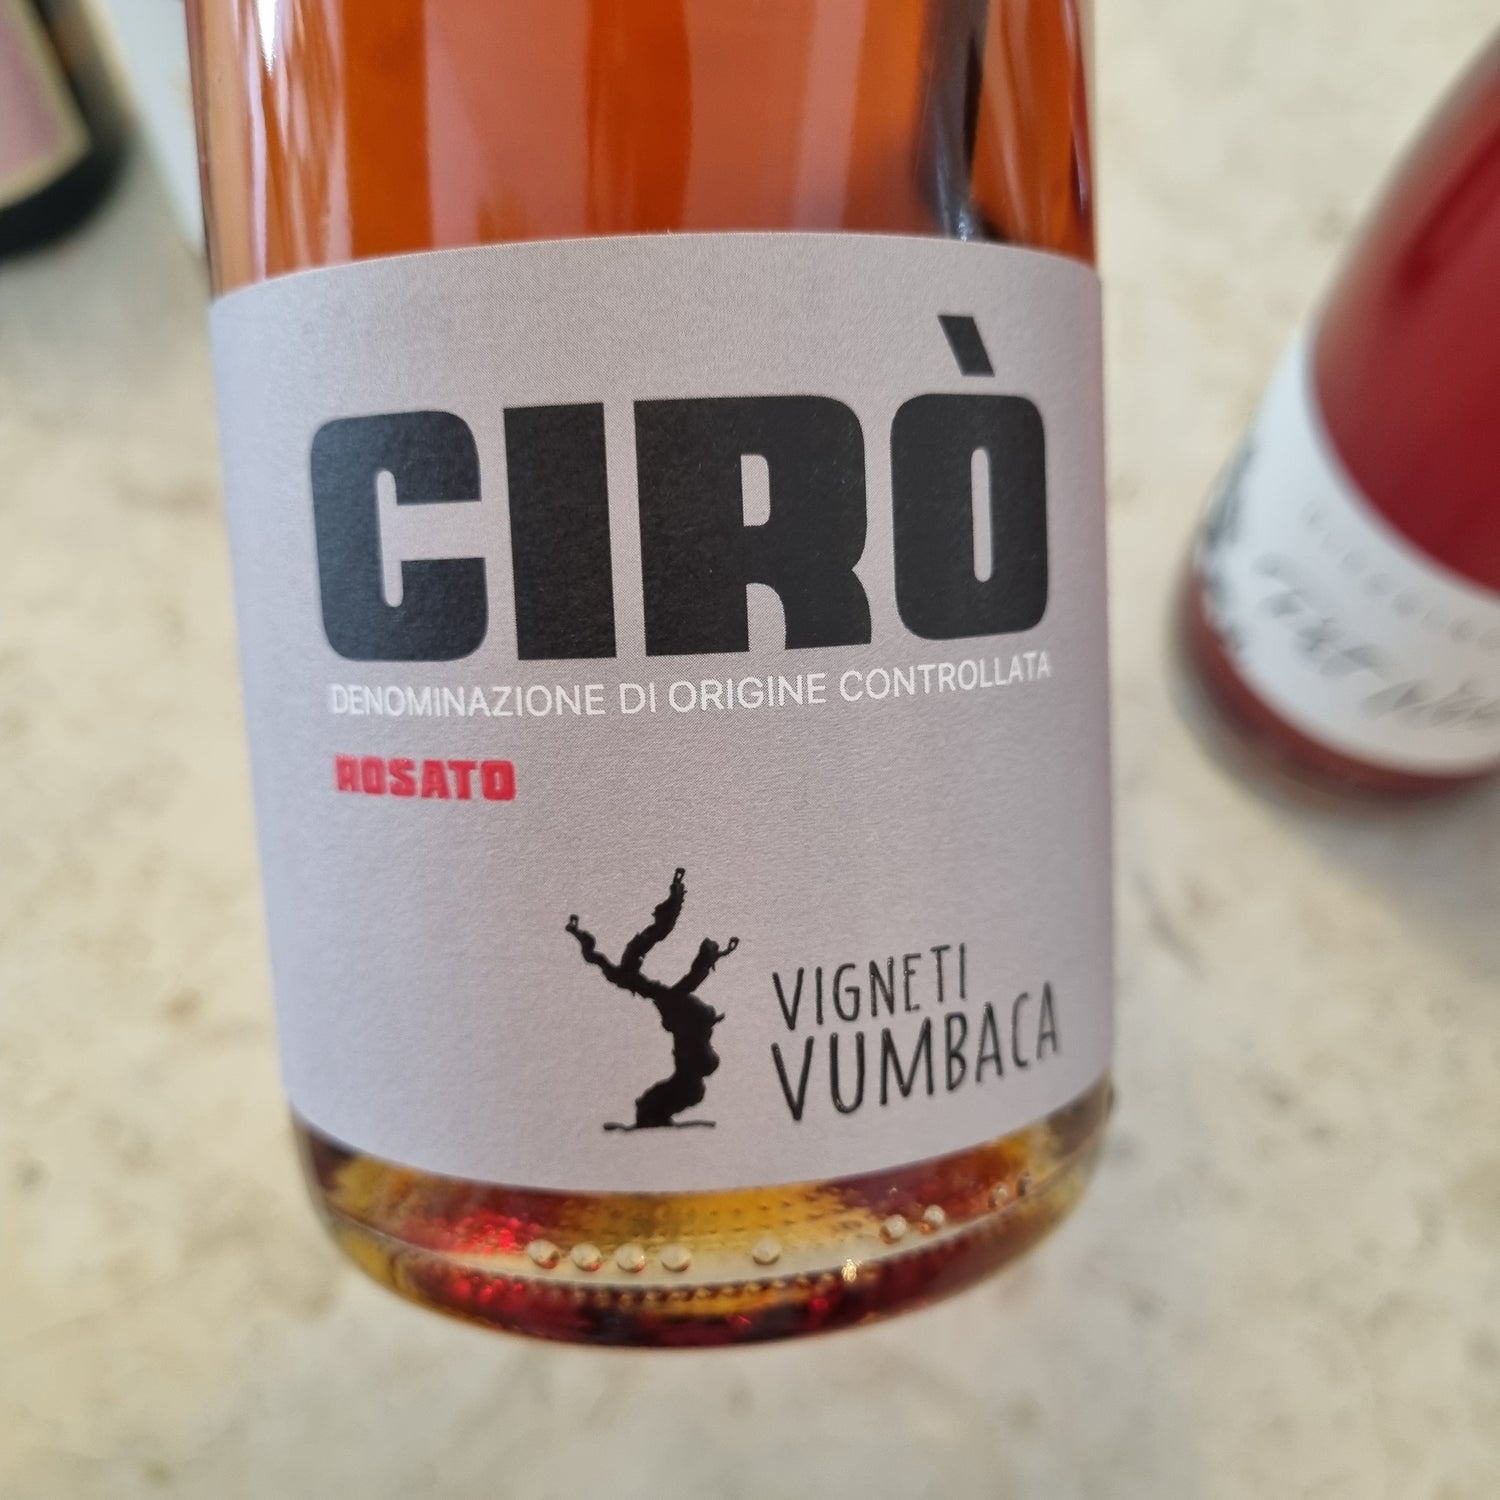 CIRÒ
DENOMINAZIONE DI ORIGINE CONTROLLATA
ROSATO
VIGNETI
VUMBACA